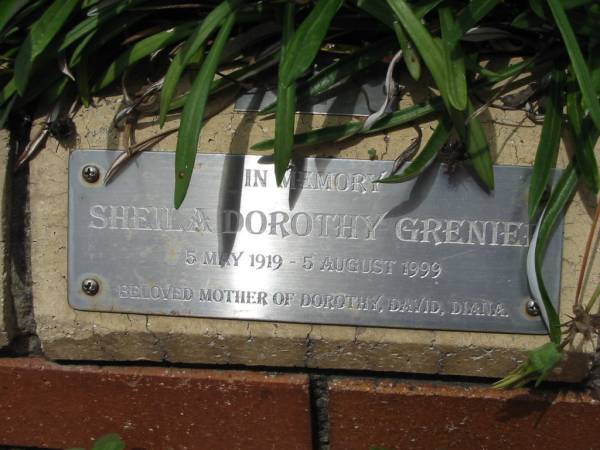 IN MEMORY
SHEILA DOROTHY GRENIER
5 MAY 1919 - 5 AUGUST 1999
BELOVED MOTHER OF DOROTHY, DAVID, DIANA.